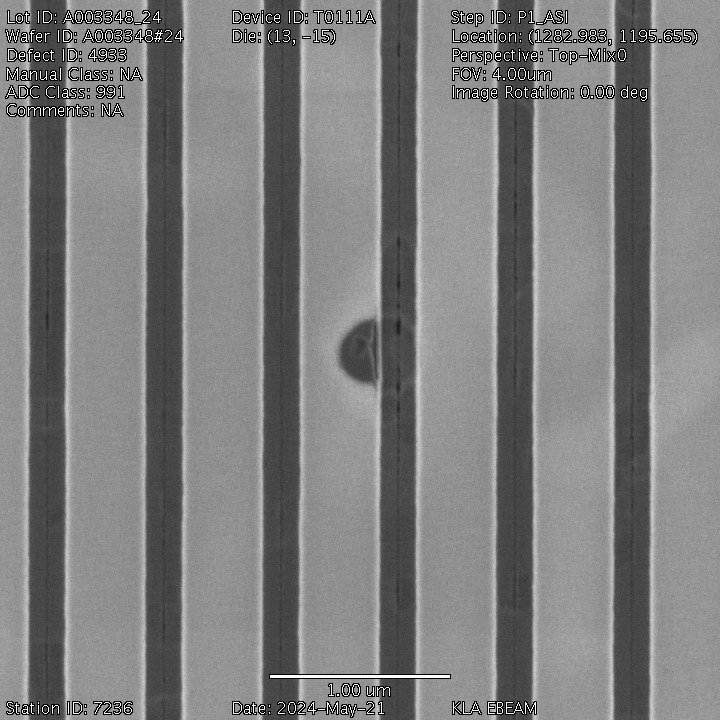 Lot ID: A003348_24
Device ID: T0111A
Step ID: P1_ASI
Wafer ID: A003348#24
Die: (13, -15)
Location: (1282.983, 1195.655)
Defect ID: 4933
Perspective: Top-Mix0
Manual Class: NA
FOV: 4.00um
ADC Class: 991
Image Rotation: 0.00 deg
Comments: NA
1.00 um
Station ID: 7236
Date: 2024-May-21
KLA EBEAM